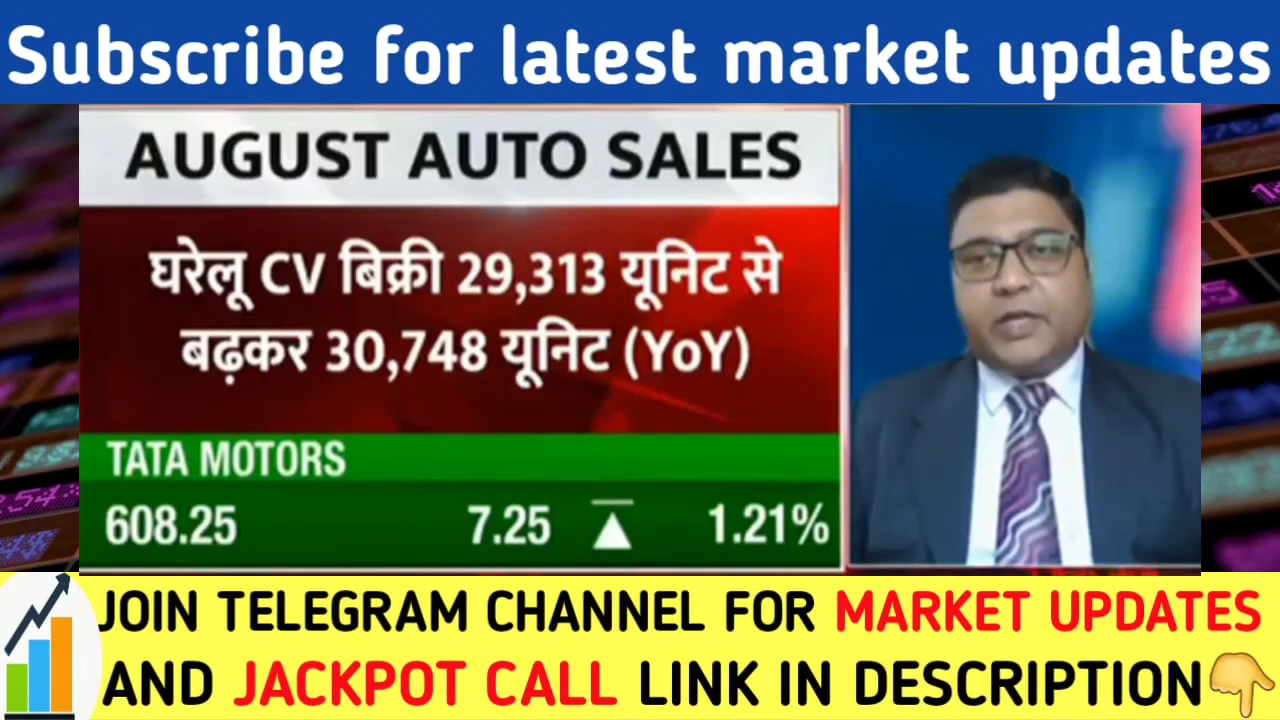 Subscribe for latest market updates
AUGUST AUTO SALES
घरेलू CV बिक्री 29,313 यूनिट से
बढ़कर 30,748 यूनिट (YoY)
TATA MOTORS
608.25 7.25 1.21%
JOIN TELEGRAM CHANNEL FOR MARKET UPDATES
AND JACKPOT CALL LINK IN DESCRIPTION👇